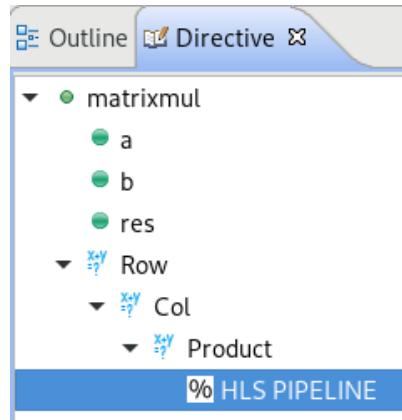 Outline Directive
matrixmul
a
b
res
x+y=? Row
x+y=? Col
x+y=? Product
% HLS PIPELINE